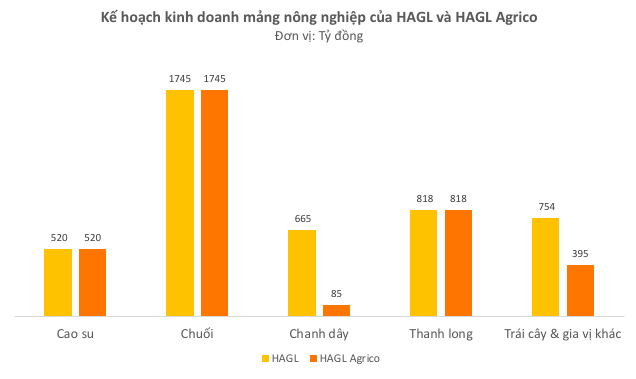 Kế hoạch kinh doanh mảng nông nghiệp của HAGL và HAGL Agrico
Đơn vị: Tỷ đồng
1745 1745
818 818
754
665
520 520
395
85
Cao su Chuối Chanh dây Thanh long Trái cây & gia vị khác
HAGL HAGL Agrico